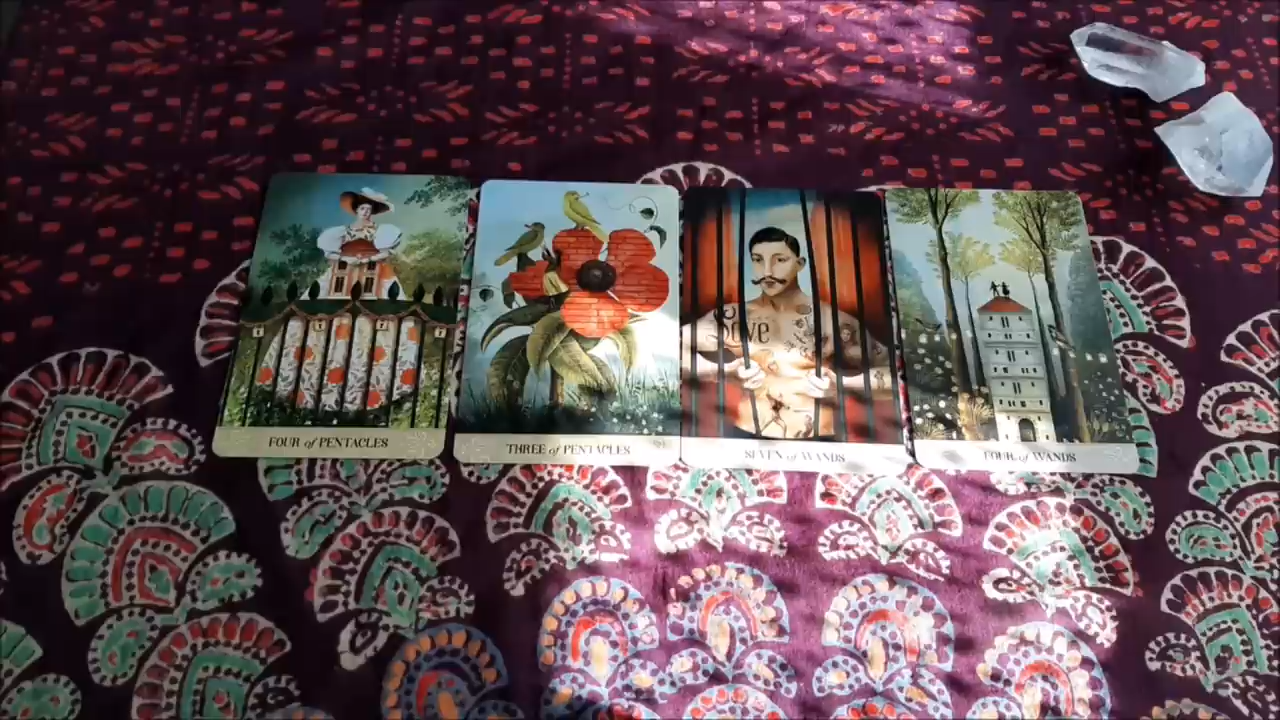 FOUR of PENTACLES
THREE of PENTACLES
SEVEN of WANDS
FOUR of WANDS